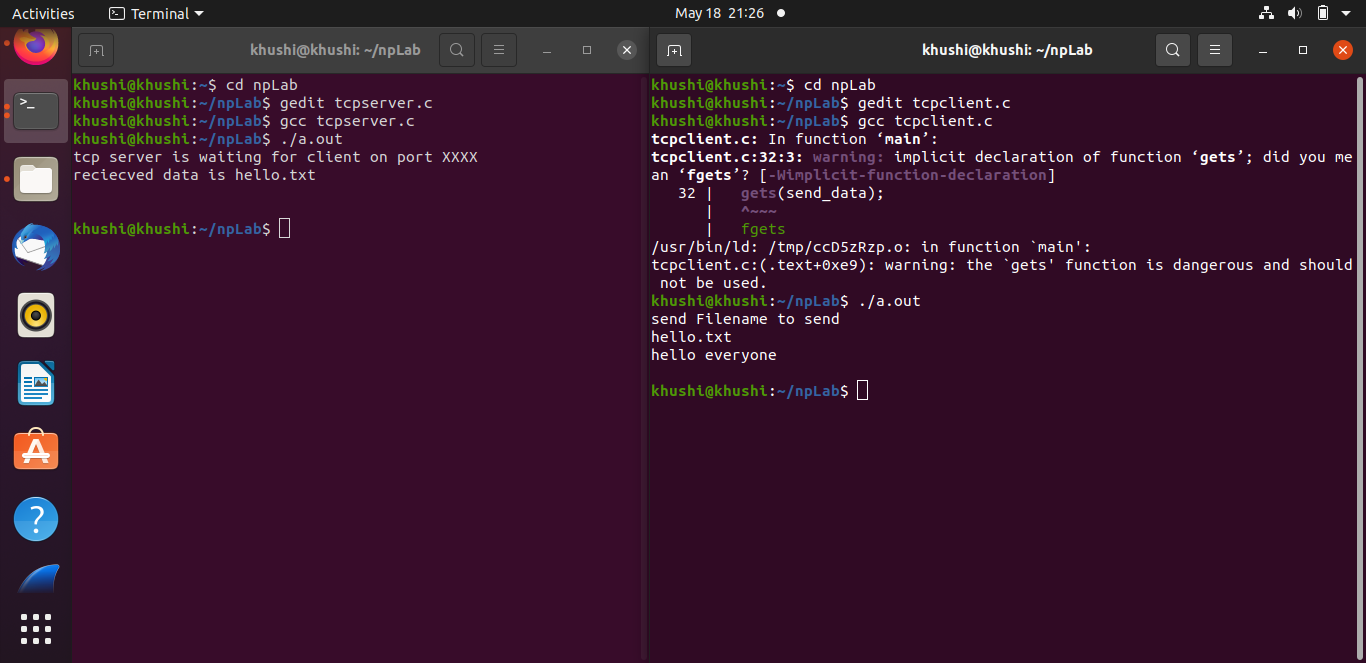 Activities Terminal May 18 21:26
khushi@khushi: ~/npLab
khushi@khushi:~$ cd npLab
khushi@khushi:~/npLab$ gedit tcpserver.c
khushi@khushi:~/npLab$ gcc tcpserver.c
khushi@khushi:~/npLab$ ./a.out
tcp server is waiting for client on port XXXX
reciecved data is hello.txt
khushi@khushi:~/npLab$
khushi@khushi: ~/npLab
khushi@khushi:~$ cd npLab
khushi@khushi:~/npLab$ gedit tcpclient.c
khushi@khushi:~/npLab$ gcc tcpclient.c
tcpclient.c: In function ‘main’:
tcpclient.c:32:3: warning: implicit declaration of function ‘gets’; did you me
an ‘fgets’? [-Wimplicit-function-declaration]
32 | gets(send_data);
| ^~~~
| fgets
/usr/bin/ld: /tmp/ccD5zRzp.o: in function `main':
tcpclient.c:(.text+0xe9): warning: the `gets' function is dangerous and should
not be used.
khushi@khushi:~/npLab$ ./a.out
send Filename to send
hello.txt
hello everyone
khushi@khushi:~/npLab$